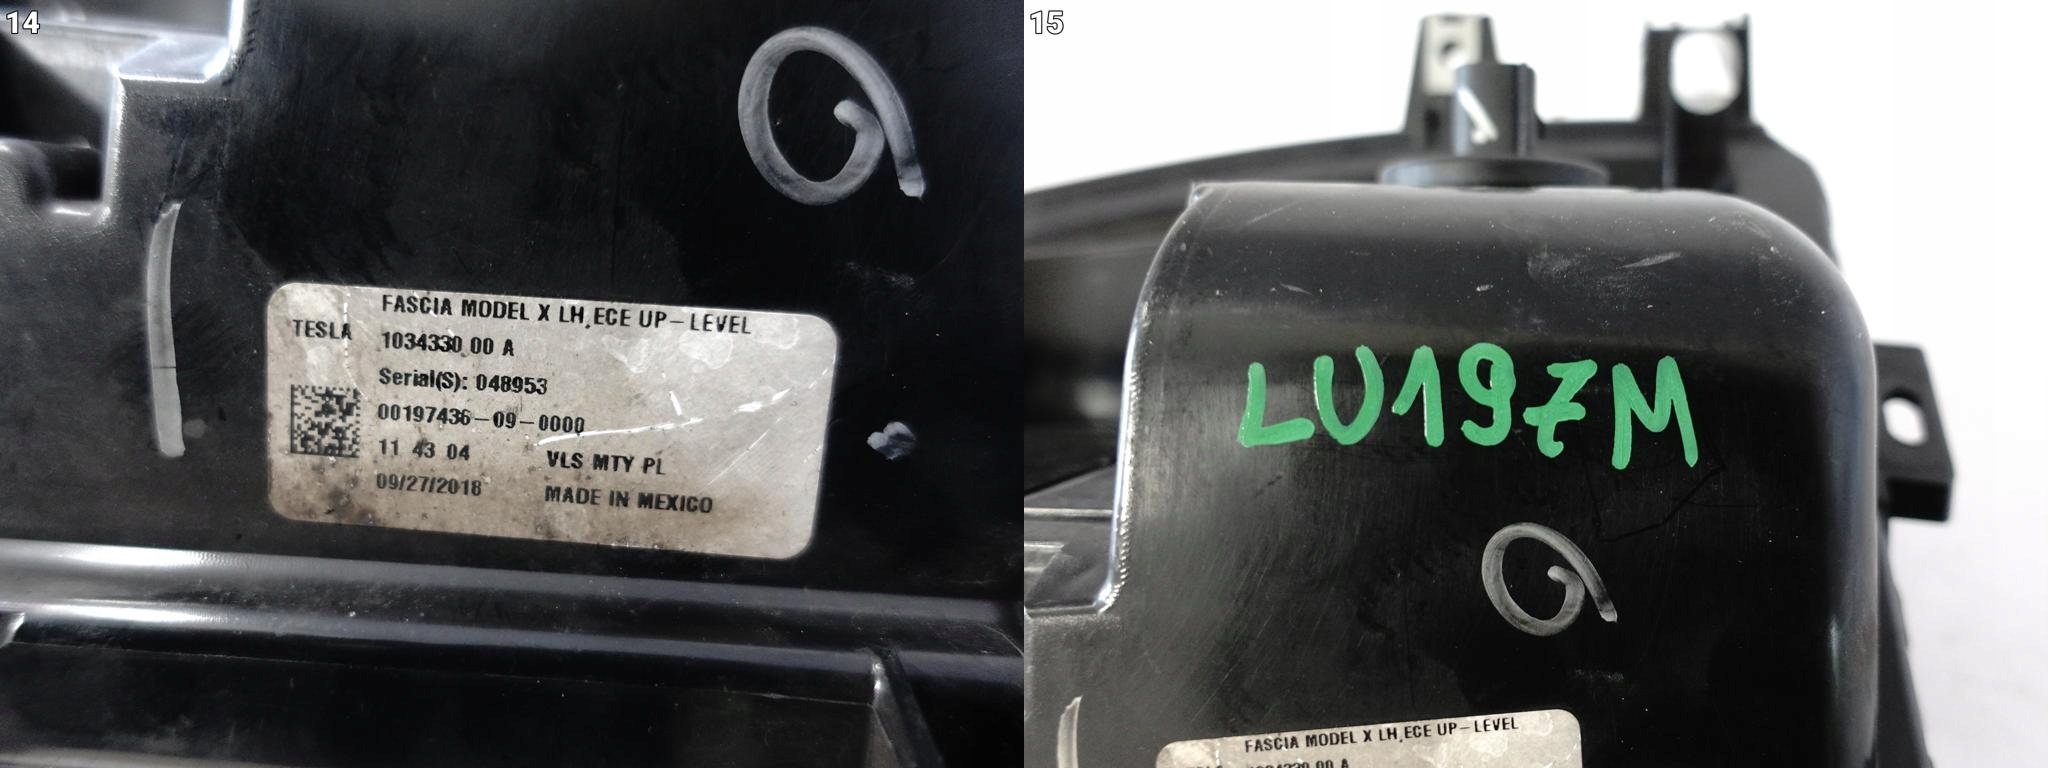 14
FASCIA MODEL X LH,ECE UP-LEVEL
TESLA
1034330 00 A
Serial(S): 048953
00197436-09-0000
11 43 04
VLS MTY PL
09/27/2018
MADE IN MEXICO
15
LU197M
FASCIA MODEL X LH,ECE UP-LEVEL